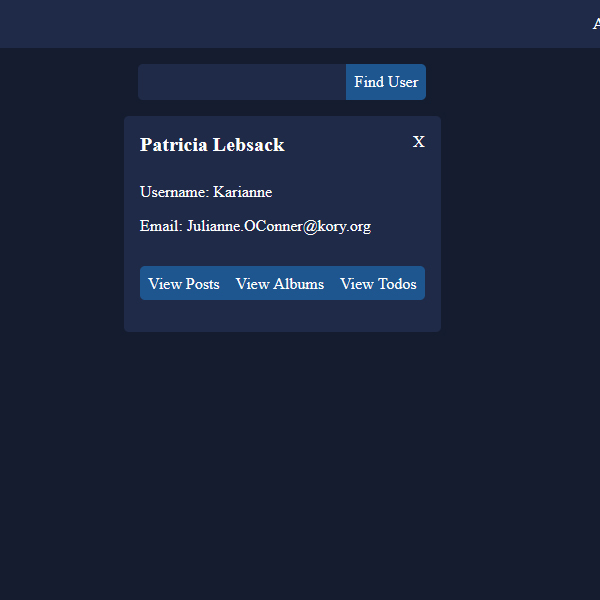 Find User
Patricia Lebsack X
Username: Karianne
Email: Julianne.OConner@kory.org
View Posts View Albums View Todos